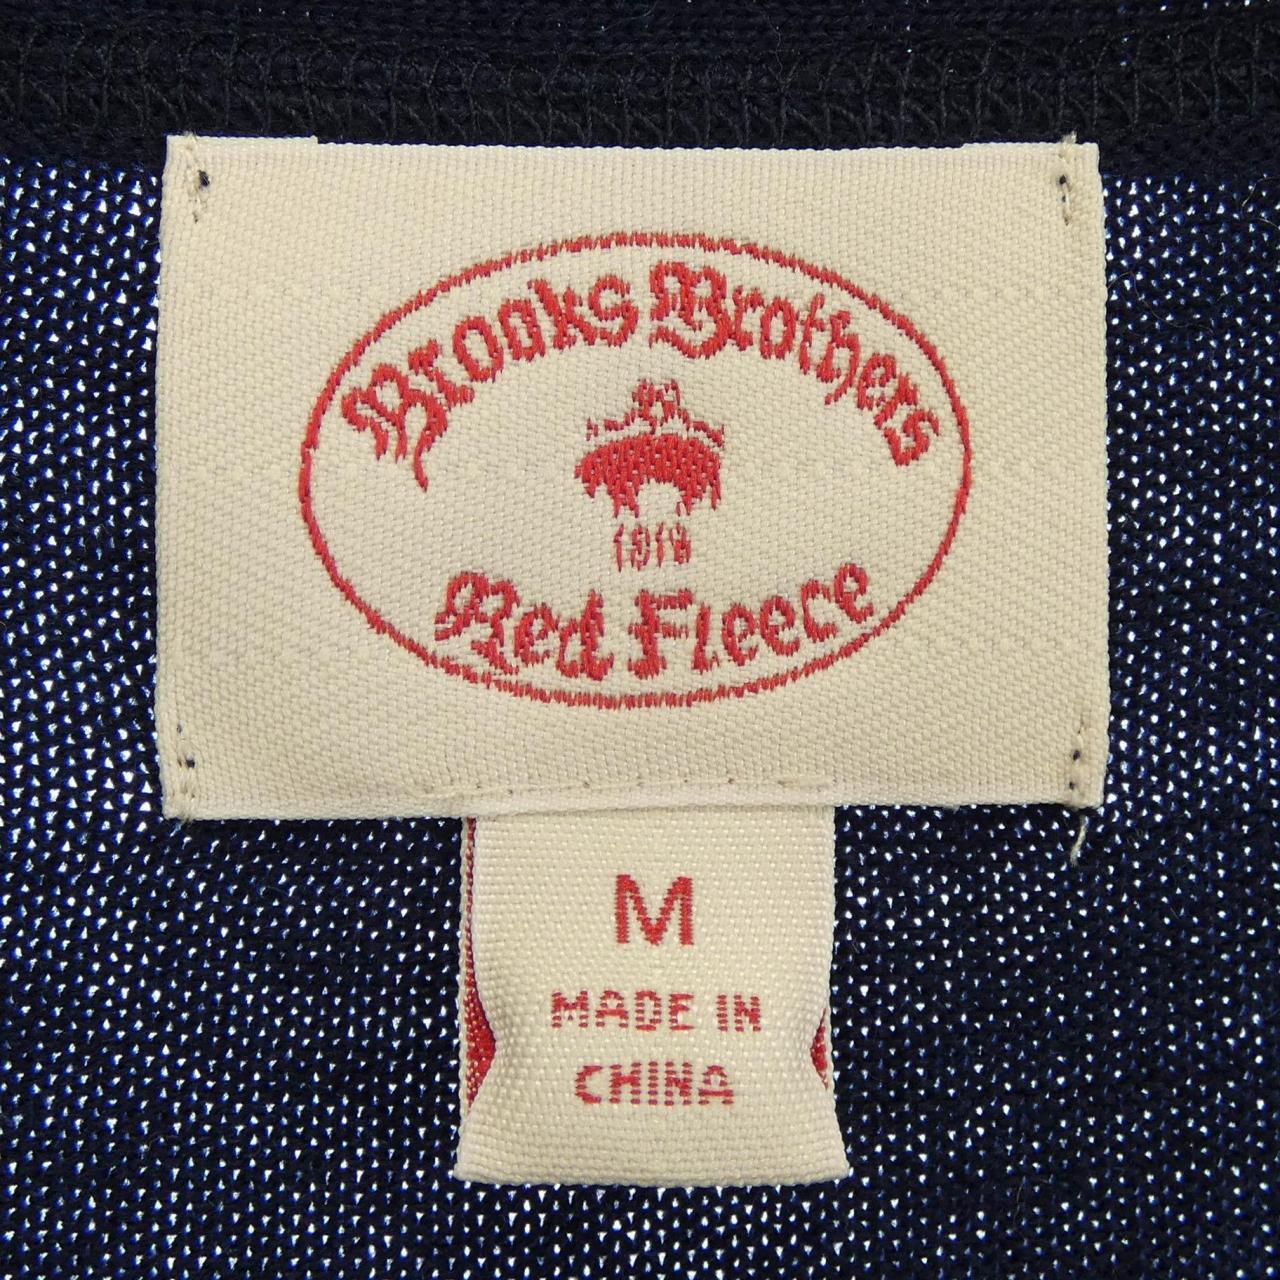 Brooks Brothers
1818
Red Fleece
M
MADE IN
CHINA